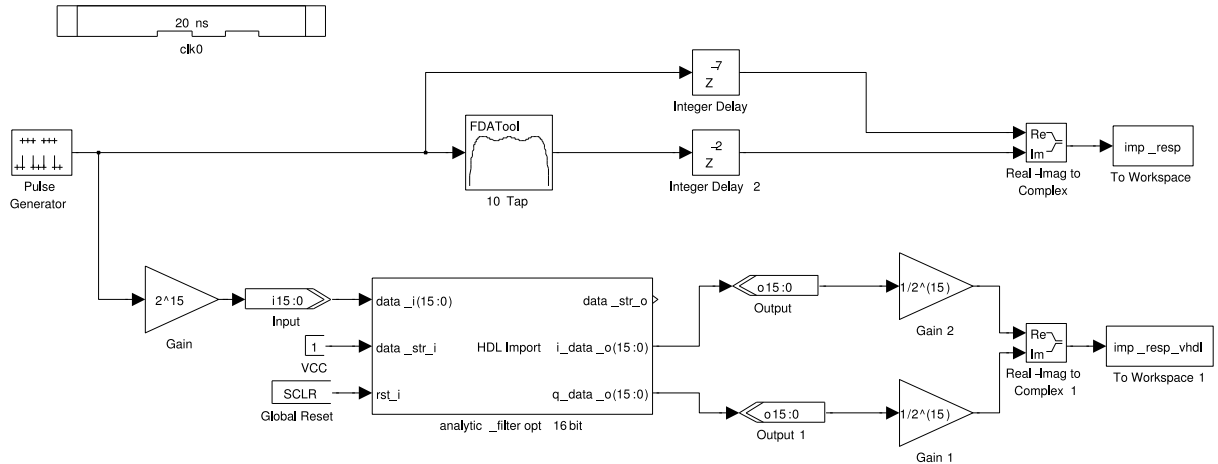 20 ns
clk0
-7
Z
Integer Delay
FDATool
10 Tap
-2
Z
Integer Delay 2
Pulse
Generator
Re
Im
Real -Imag to
Complex
imp _resp
To Workspace
2^15
Gain
i15:0
Input
1
VCC
SCLR
Global Reset
data _i(15:0)
data _str_i
rst_i
HDL Import
data _str_o
i_data _o(15:0)
q_data _o(15:0)
analytic _filter opt 16 bit
o15:0
Output
o15:0
Output 1
1/2^(15)
Gain 2
1/2^(15)
Gain 1
Re
Im
Real -Imag to
Complex 1
imp _resp_vhdl
To Workspace 1